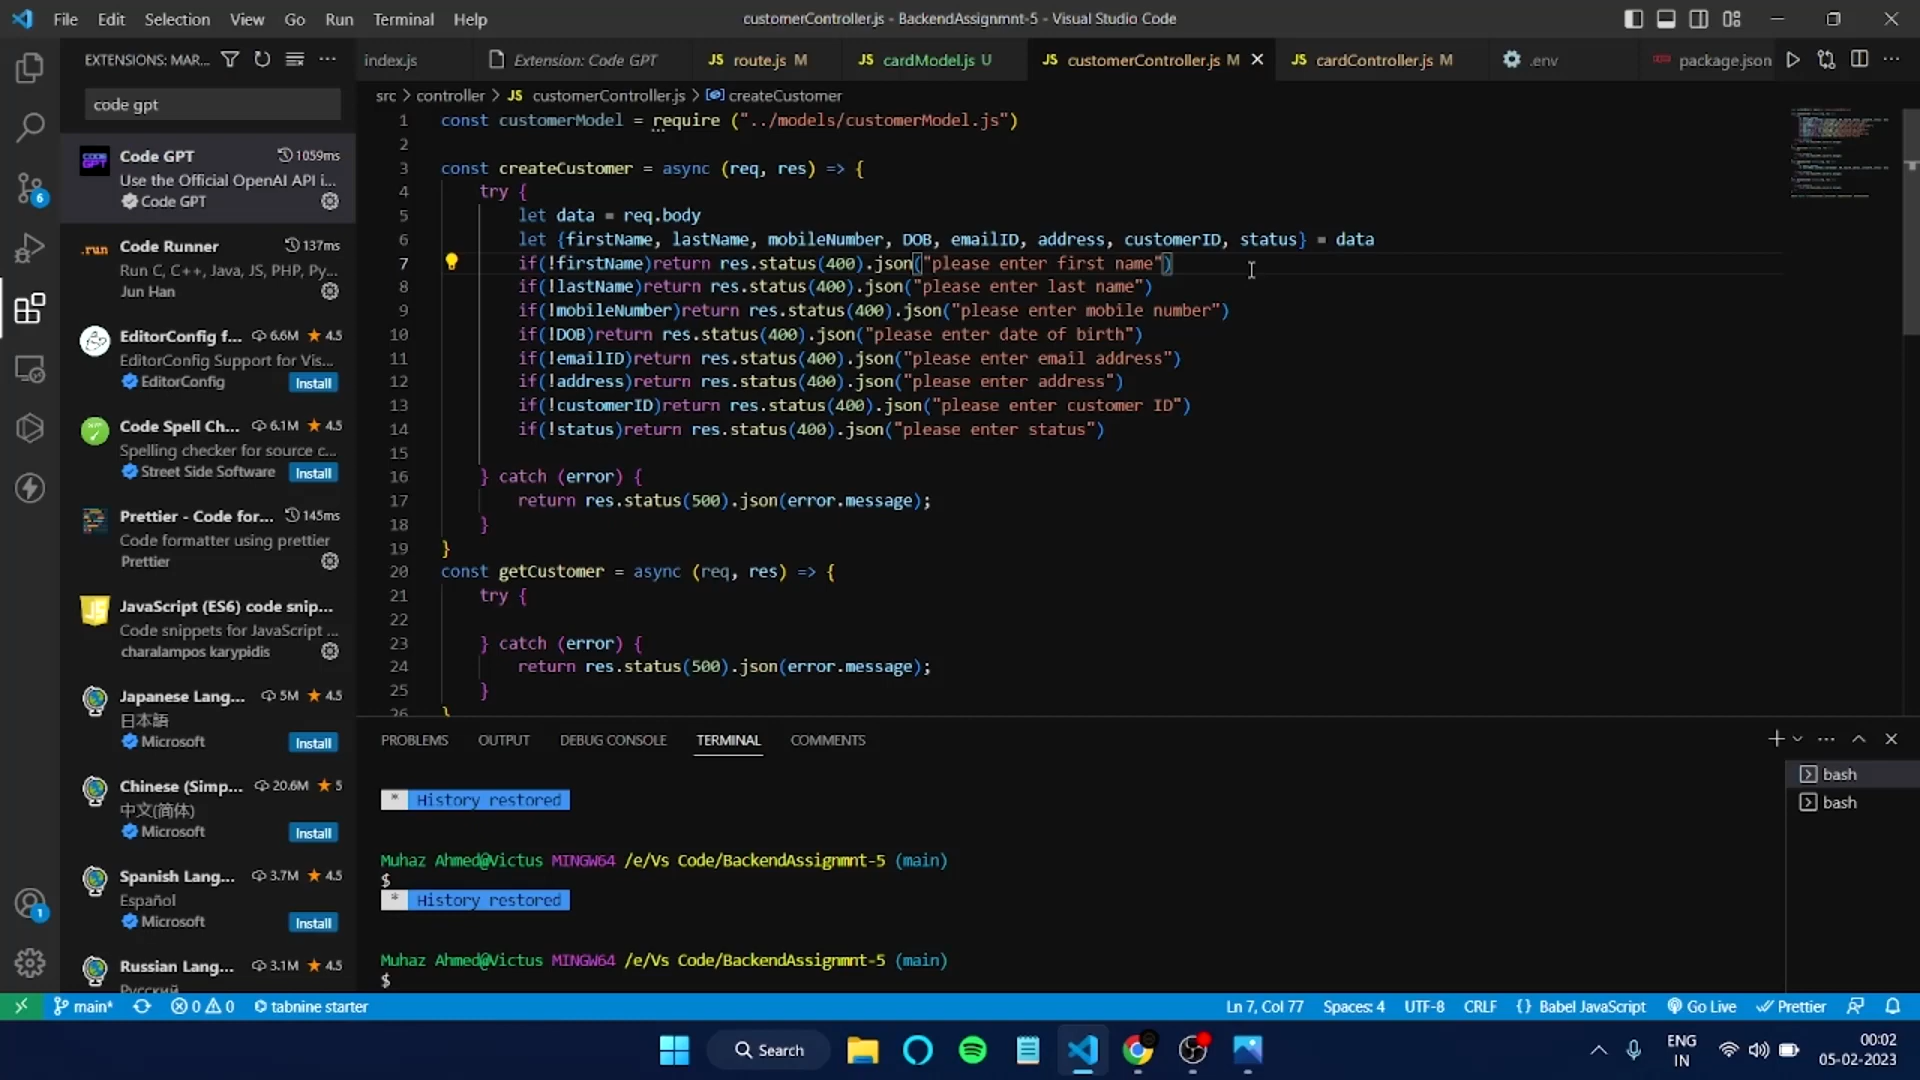 File Edit Selection View Go Run Terminal Help
customerController.js - BackendAssignmnt-5 - Visual Studio Code
EXTENSIONS: MAR...
code gpt
Code GPT 1059ms
Use the Official OpenAI API i...
Code GPT
Code Runner 137ms
Run C, C++, Java, JS, PHP, Py...
Jun Han
EditorConfig f... 6.6M 4.5
EditorConfig Support for Vis...
EditorConfig Install
Code Spell Ch... 6.1M 4.5
Spelling checker for source c...
Street Side Software Install
Prettier - Code for... 145ms
Code formatter using prettier
Prettier
JavaScript (ES6) code snip...
Code snippets for JavaScript ...
charalampos karypidis
Japanese Lang... 5M 4.5
日本語
Microsoft Install
Chinese (Simp... 20.6M 5
中文(简体)
Microsoft Install
Spanish Lang... 3.7M 4.5
Español
Microsoft Install
Russian Lang... 3.1M 4.5
Русский
index.js Extension: Code GPT JS route.js M JS cardModel.js U JS customerController.js M JS cardController.js M .env package.json
src > controller > JS customerController.js > createCustomer
1 const customerModel = require ("../models/customerModel.js")
2
3 const createCustomer = async (req, res) => {
4 try {
5 let data = req.body
6 let {firstName, lastName, mobileNumber, DOB, emailID, address, customerID, status} = data
7 if(!firstName)return res.status(400).json("please enter first name")
8 if(!lastName)return res.status(400).json("please enter last name")
9 if(!mobileNumber)return res.status(400).json("please enter mobile number")
10 if(!DOB)return res.status(400).json("please enter date of birth")
11 if(!emailID)return res.status(400).json("please enter email address")
12 if(!address)return res.status(400).json("please enter address")
13 if(!customerID)return res.status(400).json("please enter customer ID")
14 if(!status)return res.status(400).json("please enter status")
15
16 } catch (error) {
17 return res.status(500).json(error.message);
18 }
19 }
20 const getCustomer = async (req, res) => {
21 try {
22
23 } catch (error) {
24 return res.status(500).json(error.message);
25 }
26 }
PROBLEMS OUTPUT DEBUG CONSOLE TERMINAL COMMENTS
* History restored
Muhaz Ahmed@Victus MINGW64 /e/Vs Code/BackendAssignmnt-5 (main)
$
* History restored
Muhaz Ahmed@Victus MINGW64 /e/Vs Code/BackendAssignmnt-5 (main)
$
bash
bash
6
1
main* 0 0 tabnine starter
Ln 7, Col 77 Spaces: 4 UTF-8 CRLF {} Babel JavaScript Go Live Prettier
Search
ENG
IN
00:02
05-02-2023